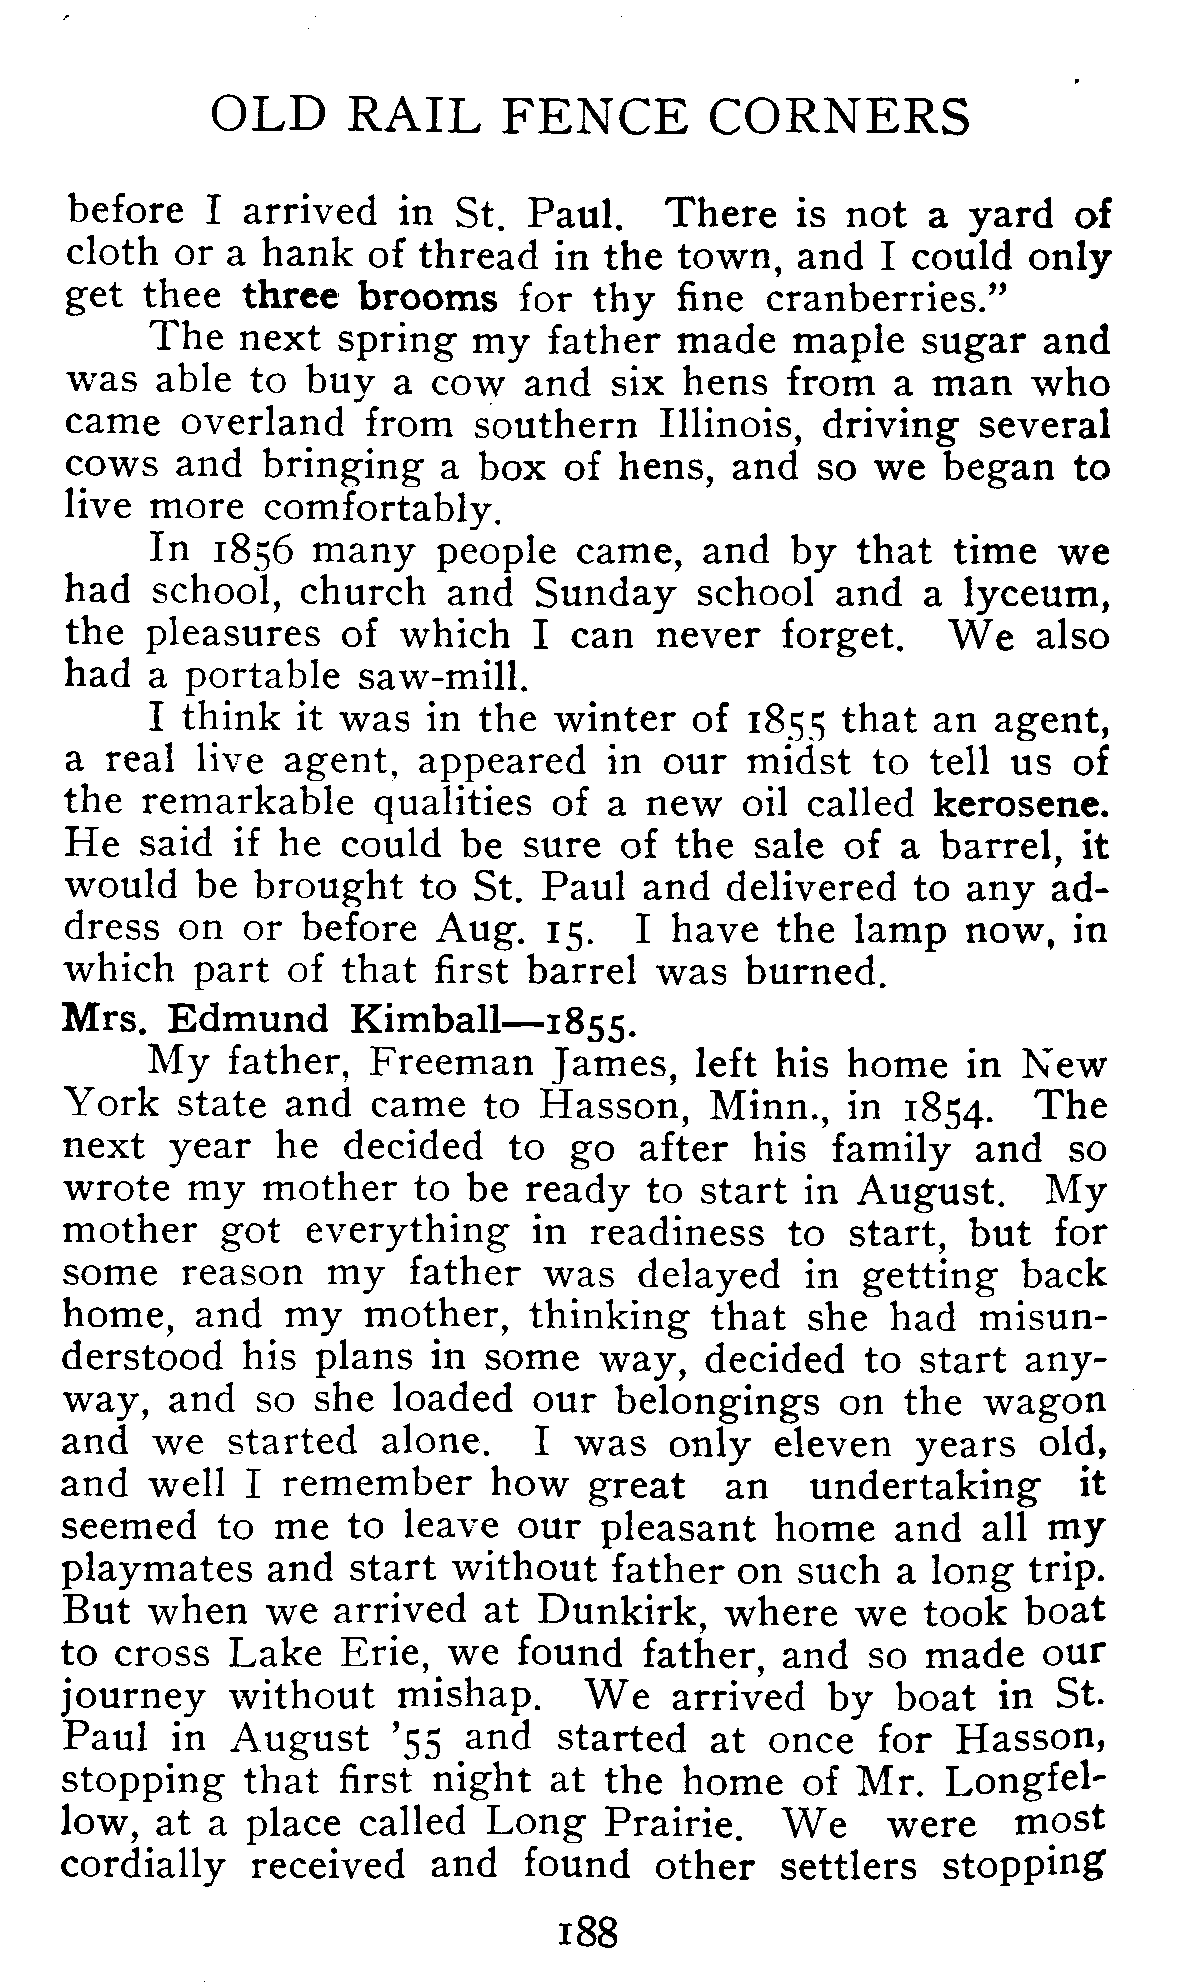 OLD RAIL FENCE CORNERS
before I arrived in St. Paul. There is not a yard of
cloth or a hank of thread in the town, and I could only
get thee three brooms for thy fine cranberries."
The next spring my father made maple sugar and
was able to buy a cow and six hens from a man who
came overland from southern Illinois, driving several
cows and bringing a box of hens, and so we began to
live more comfortably.
In 1856 many people came, and by that time we
had school, church and Sunday school and a lyceum,
the pleasures of which I can never forget. We also
had a portable saw-mill.
I think it was in the winter of 1855 that an agent,
a real live agent, appeared in our midst to tell us of
the remarkable qualities of a new oil called kerosene.
He said if he could be sure of the sale of a barrel, it
would be brought to St. Paul and delivered to any ad-
dress on or before Aug. 15. I have the lamp now, in
which part of that first barrel was burned.
Mrs. Edmund Kimball—1855.
My father, Freeman James, left his home in New
York state and came to Hasson, Minn., in 1854. The
next year he decided to go after his family and so
wrote my mother to be ready to start in August. My
mother got everything in readiness to start, but for
some reason my father was delayed in getting back
home, and my mother, thinking that she had misun-
derstood his plans in some way, decided to start any-
way, and so she loaded our belongings on the wagon
and we started alone. I was only eleven years old,
and well I remember how great an undertaking it
seemed to me to leave our pleasant home and all my
playmates and start without father on such a long trip.
But when we arrived at Dunkirk, where we took boat
to cross Lake Erie, we found father, and so made our
journey without mishap. We arrived by boat in St.
Paul in August '55 and started at once for Hasson,
stopping that first night at the home of Mr. Longfel-
low, at a place called Long Prairie. We were most
cordially received and found other settlers stopping
188